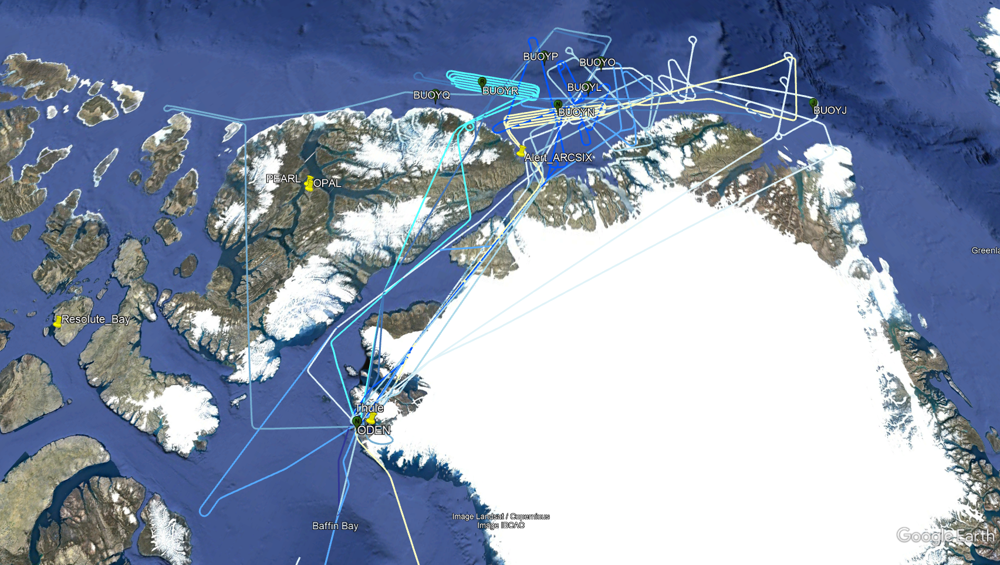 BUOYP
BUOYO
R
BUOYQ
BUOYR
BUOYL
N
BUOYN
J
BUOYJ
Alert_ARCSIX
PEARL
OPAL
Resolute_Bay
Thule
N
ODEN
Baffin Bay
Greenla
Image Landsat / Copernicus
Image IBCAO
Google Earth